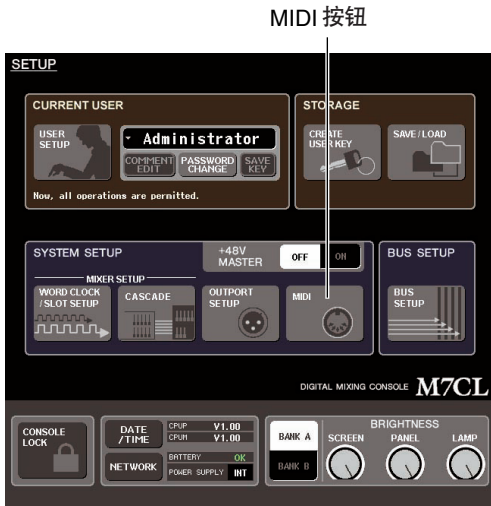 MIDI 按钮
SETUP
CURRENT USER
USER
SETUP
Administrator
COMMENT
EDIT
PASSWORD
CHANGE
SAVE
KEY
Now, all operations are permitted.
STORAGE
CREATE
USER KEY
SAVE/LOAD
SYSTEM SETUP
+48V
MASTER
OFF
ON
MIXER SETUP
WORD CLOCK
/SLOT SETUP
CASCADE
OUTPORT
SETUP
MIDI
BUS SETUP
BUS
SETUP
DIGITAL MIXING CONSOLE M7CL
CONSOLE
LOCK
DATE
/TIME
CPUP V1.00
CPUM V1.00
NETWORK
BATTERY OK
POWER SUPPLY INT
BANK A
BANK B
BRIGHTNESS
SCREEN PANEL LAMP